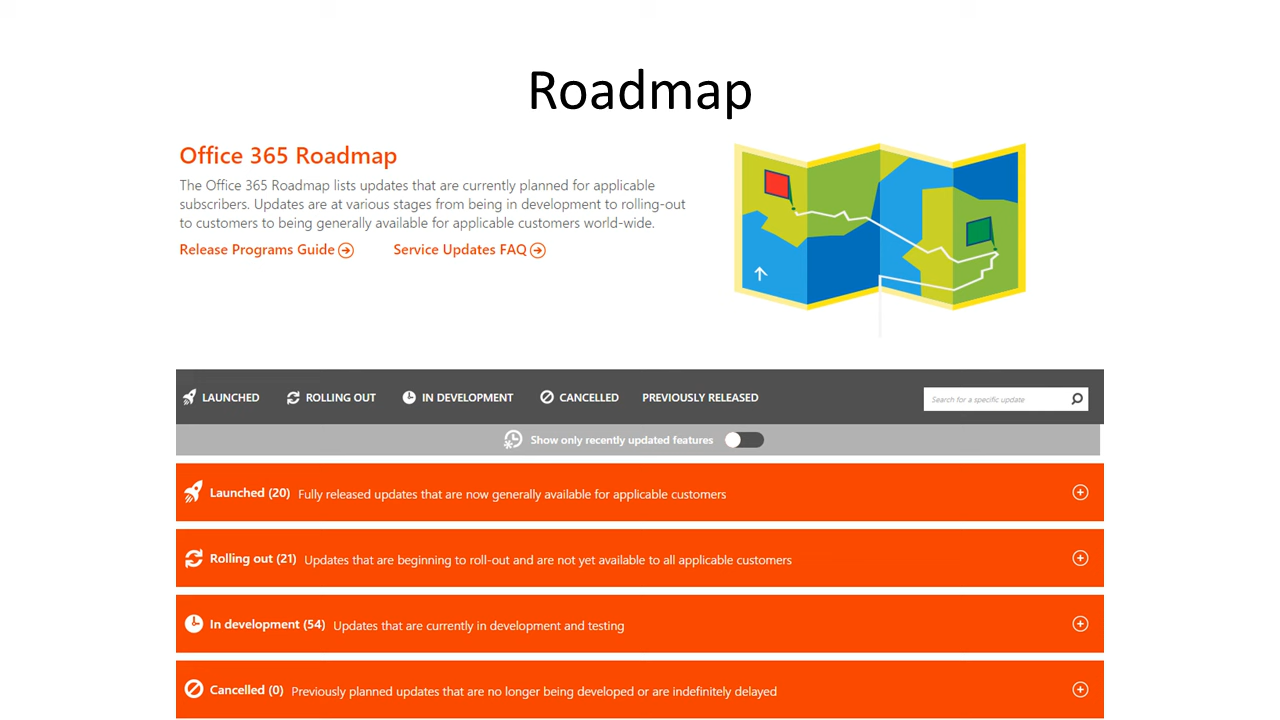 Roadmap
Office 365 Roadmap
The Office 365 Roadmap lists updates that are currently planned for applicable
subscribers. Updates are at various stages from being in development to rolling-out
to customers to being generally available for applicable customers world-wide.
Release Programs Guide Service Updates FAQ
LAUNCHED ROLLING OUT IN DEVELOPMENT CANCELLED PREVIOUSLY RELEASED Search for a specific update
Show only recently updated features
Launched (20) Fully released updates that are now generally available for applicable customers
Rolling out (21) Updates that are beginning to roll-out and are not yet available to all applicable customers
In development (54) Updates that are currently in development and testing
Cancelled (0) Previously planned updates that are no longer being developed or are indefinitely delayed